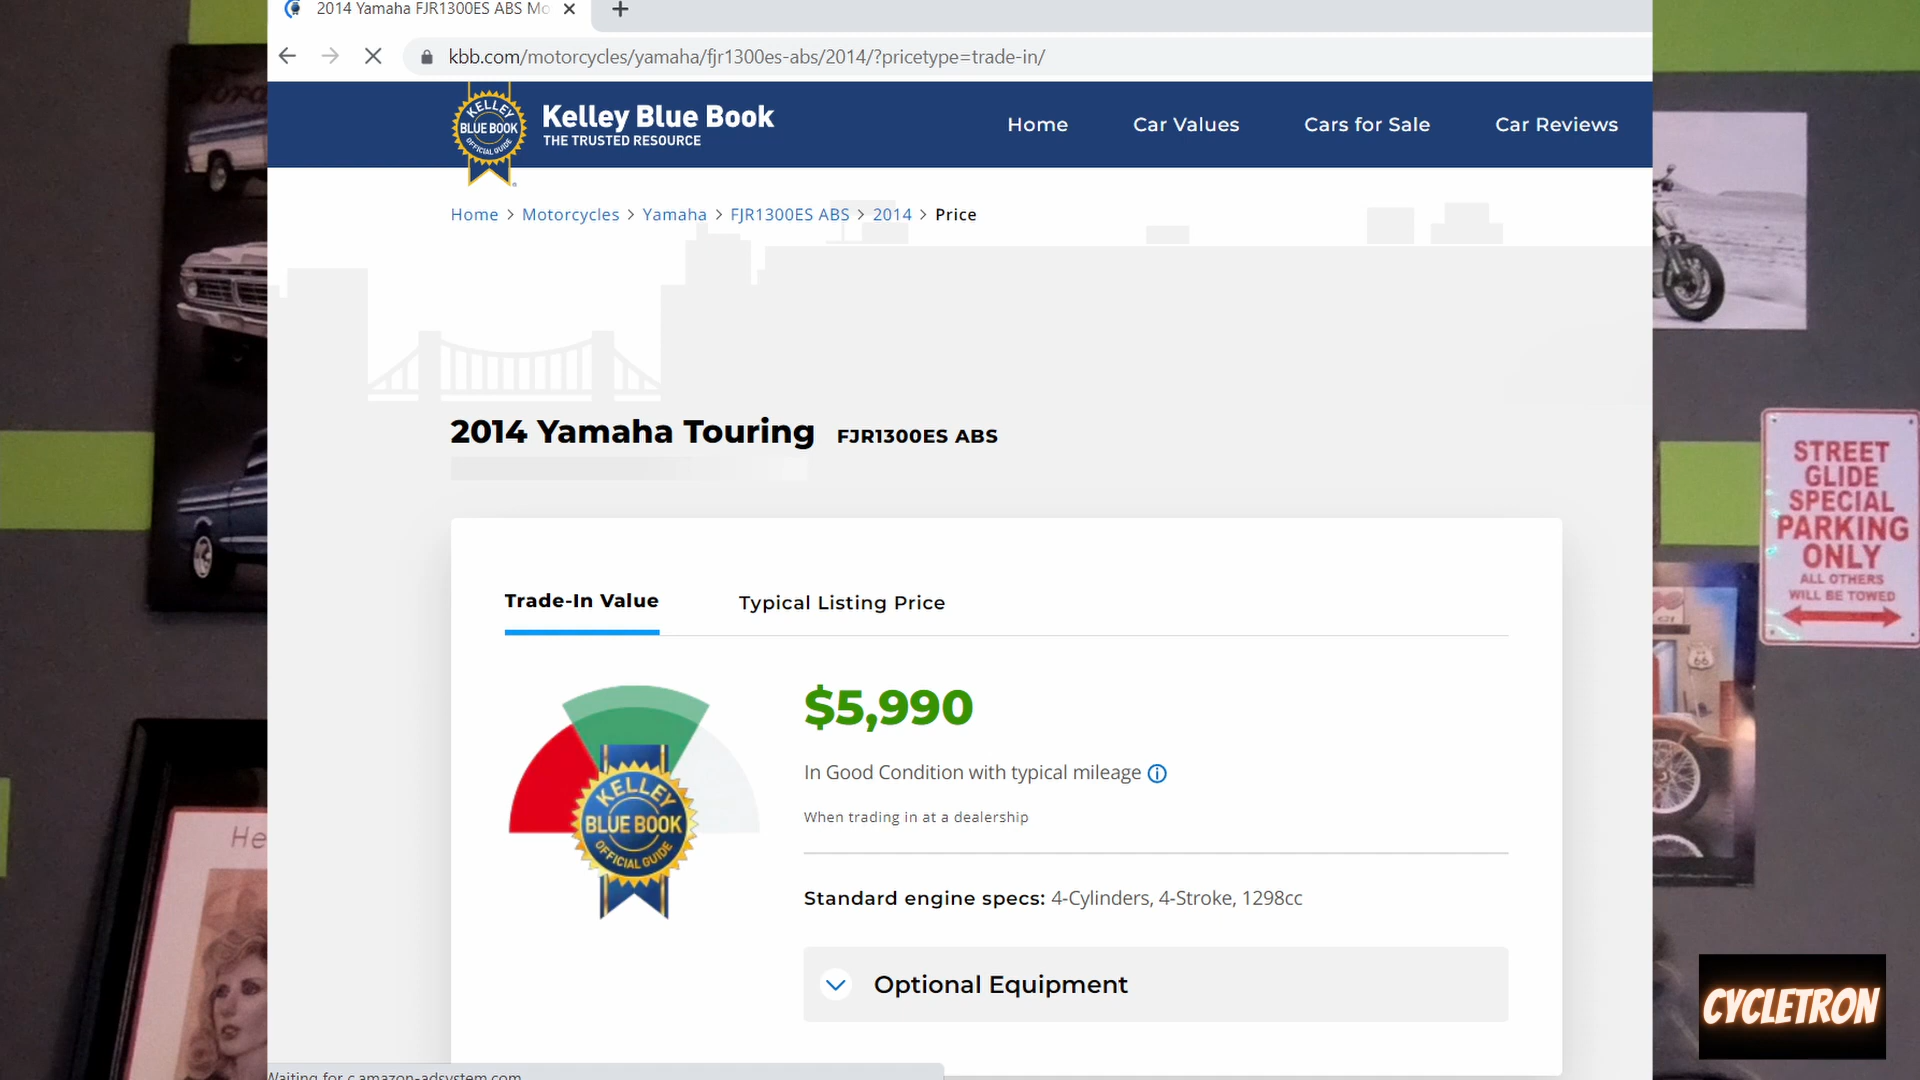 2014 Yamaha FJR1300ES ABS Mo
kbb.com/motorcycles/yamaha/fjr1300es-abs/2014/?pricetype=trade-in/
KELLEY
BLUE BOOK
OFFICIAL GUIDE
Kelley Blue Book
THE TRUSTED RESOURCE
Home
Car Values
Cars for Sale
Car Reviews
Home > Motorcycles > Yamaha > FJR1300ES ABS > 2014 > Price
2014 Yamaha Touring FJR1300ES ABS
Trade-In Value
Typical Listing Price
$5,990
In Good Condition with typical mileage
When trading in at a dealership
KELLEY
BLUE BOOK
OFFICIAL GUIDE
Standard engine specs: 4-Cylinders, 4-Stroke, 1298cc
Optional Equipment
Waiting for c.amazon-adsystem.com
STREET
GLIDE
SPECIAL
PARKING
ONLY
ALL OTHERS
WILL BE TOWED
He
66
CYCLETRON